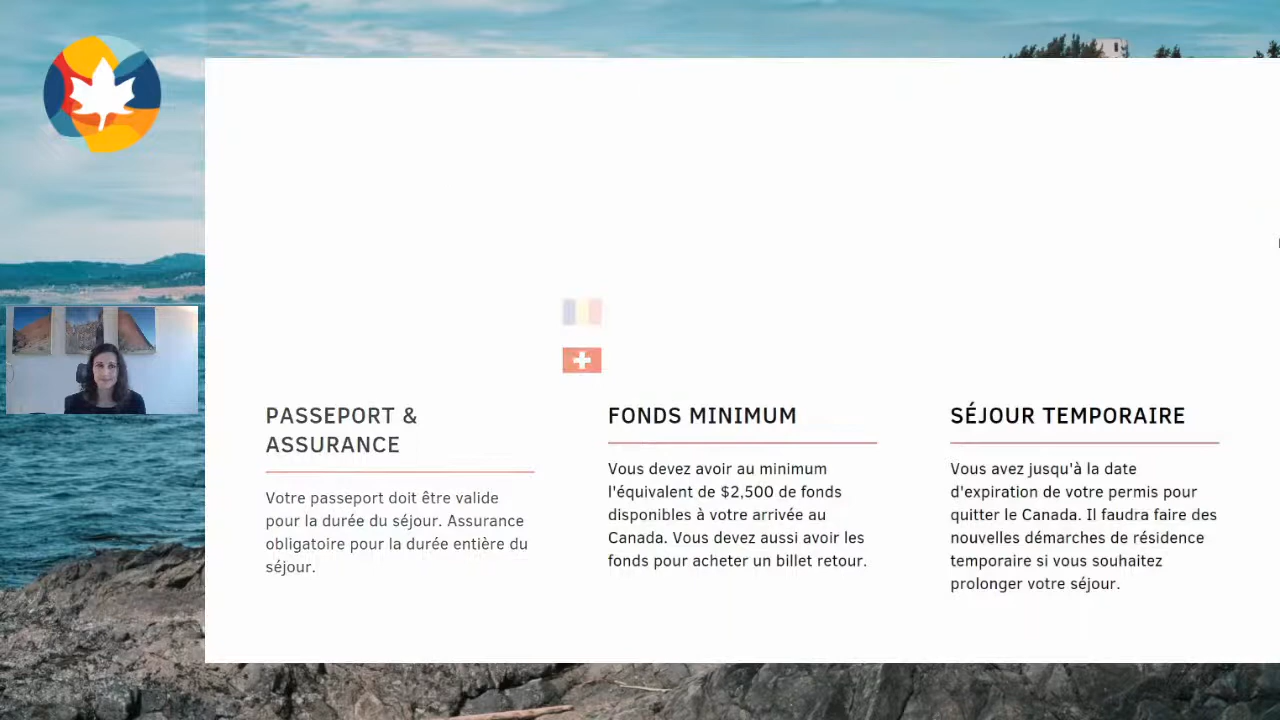 PASSEPORT &
ASSURANCE
Votre passeport doit être valide
pour la durée du séjour. Assurance
obligatoire pour la durée entière du
séjour.
FONDS MINIMUM
Vous devez avoir au minimum
l'équivalent de $2,500 de fonds
disponibles à votre arrivée au
Canada. Vous devez aussi avoir les
fonds pour acheter un billet retour.
SÉJOUR TEMPORAIRE
Vous avez jusqu'à la date
d'expiration de votre permis pour
quitter le Canada. Il faudra faire des
nouvelles démarches de résidence
temporaire si vous souhaitez
prolonger votre séjour.